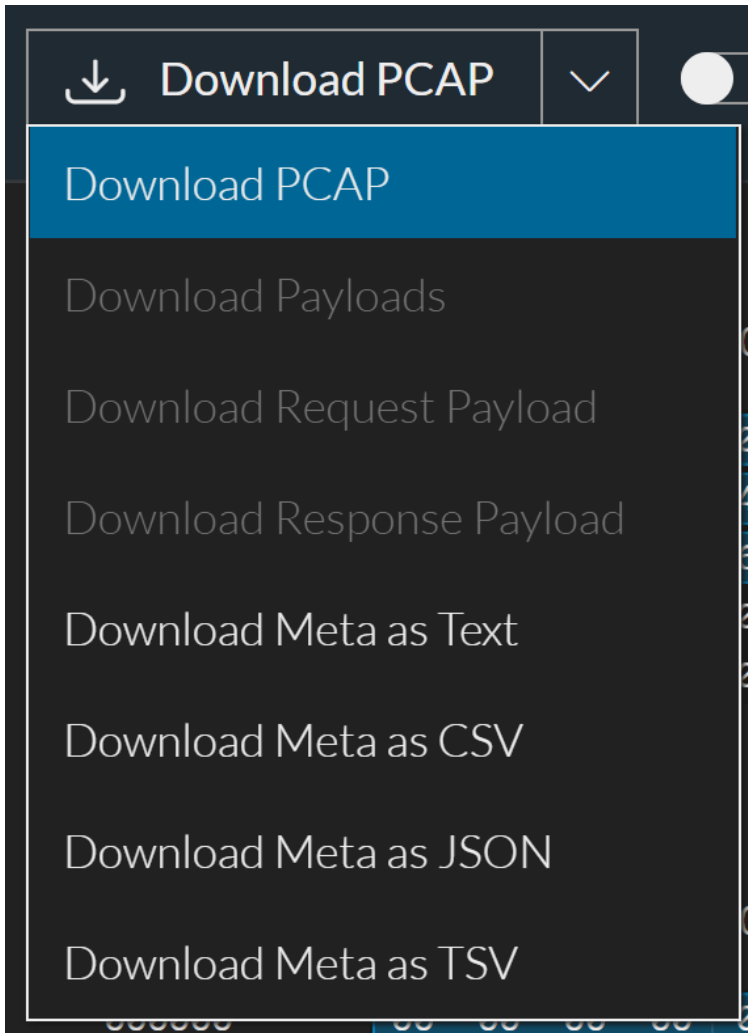 Download PCAP
Download PCAP
Download Payloads
Download Request Payload
Download Response Payload
Download Meta as Text
Download Meta as CSV
Download Meta as JSON
Download Meta as TSV